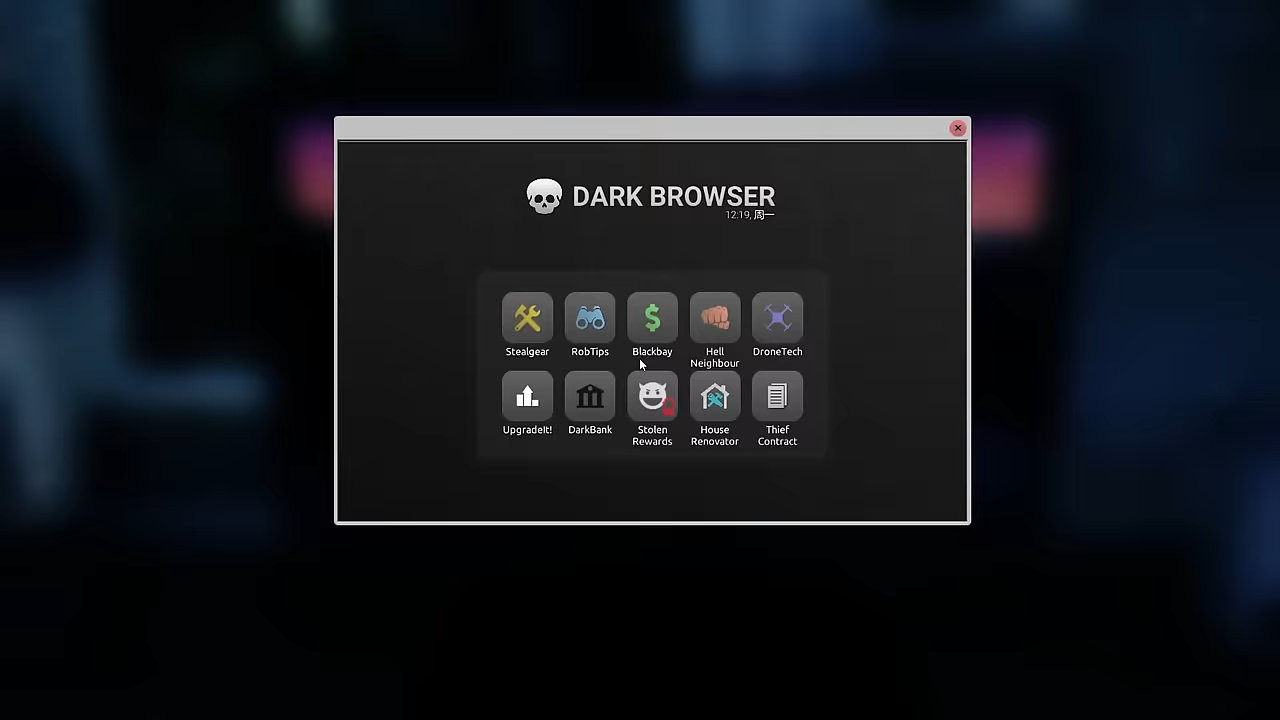 DARK BROWSER
12:19, 周一
Stealgear RobTips Blackbay Hell Neighbour DroneTech
UpgradeIt! DarkBank Stolen Rewards House Renovator Thief Contract